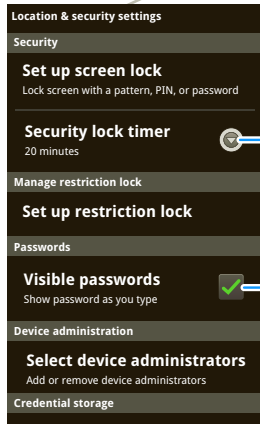 Location & security settings
Security
Set up screen lock
Lock screen with a pattern, PIN, or password
Security lock timer
20 minutes
Manage restriction lock
Set up restriction lock
Passwords
Visible passwords
Show password as you type
Device administration
Select device administrators
Add or remove device administrators
Credential storage